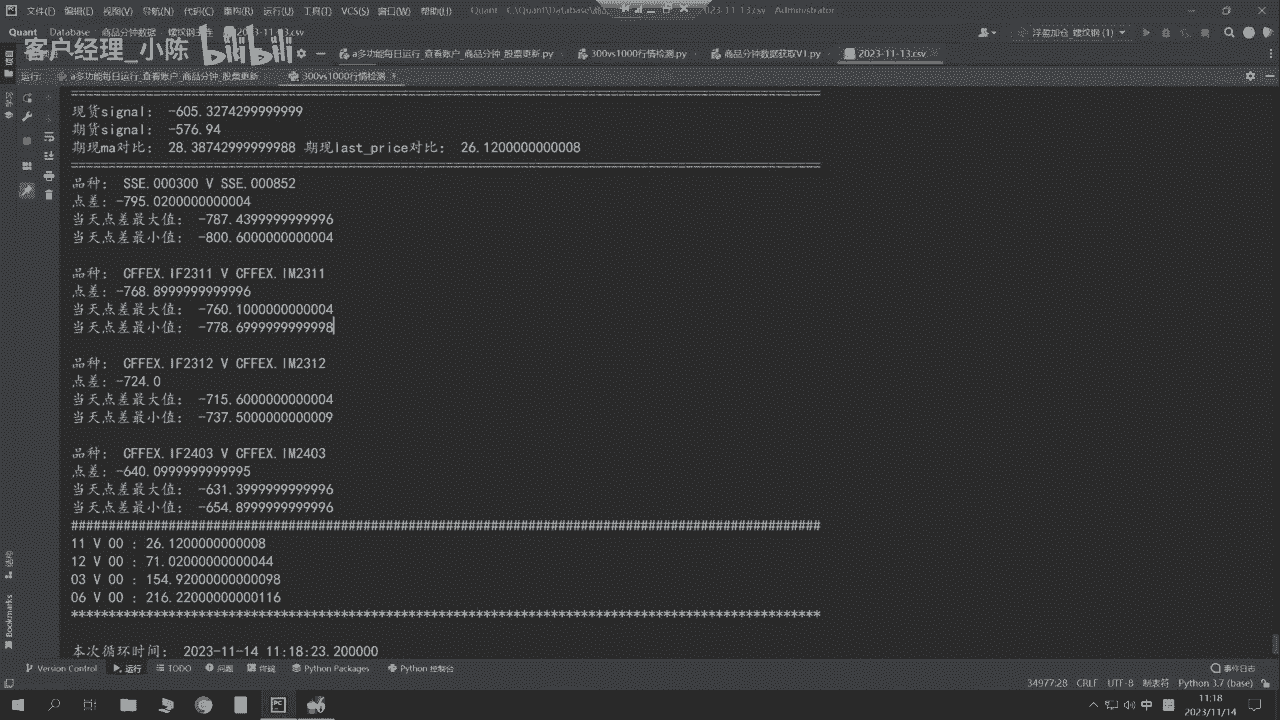 文件(F) 编辑(E) 视图(V) 导航(N) 代码(C) 重构(R) 运行(U) 工具(T) VCS(S) 窗口(W) 帮助(H) Quant
Administrator
Quant Database 商品分钟数据
客户经理_小陈 bilibili
浮盈加仓_螺纹钢 (1)
a多功能每日运行_查看账户_商品分钟_股票更新.py 300vs1000行情检测.py 商品分钟数据获取V1.py 2023-11-13.csv
运行: a多功能每日运行_查看账户_商品分钟_股票更新 300vs1000行情检测
现货signal: -605.3274299999999
期货signal: -576.94
期现ma对比: 28.38742999999988 期现last_price对比: 26.1200000000008
品种: SSE.000300 V SSE.000852
点差: -795.0200000000004
当天点差最大值: -787.4399999999996
当天点差最小值: -800.6000000000004
品种: CFFEX.IF2311 V CFFEX.IM2311
点差: -768.8999999999996
当天点差最大值: -760.1000000000004
当天点差最小值: -778.6999999999998
品种: CFFEX.IF2312 V CFFEX.IM2312
点差: -724.0
当天点差最大值: -715.6000000000004
当天点差最小值: -737.5000000000009
品种: CFFEX.IF2403 V CFFEX.IM2403
点差: -640.0999999999995
当天点差最大值: -631.3999999999996
当天点差最小值: -654.8999999999996
11 V 00 : 26.1200000000008
12 V 00 : 71.02000000000044
03 V 00 : 154.92000000000098
06 V 00 : 216.22000000000116
本次循环时间: 2023-11-14 11:18:23.200000
Version Control 运行 TODO 问题 终端 Python Packages Python 控制台 事件日志
34977:28 CRLF UTF-8 制表符 Python 3.7 (base)
结构
Bookmarks
中 11:18
2023/11/14